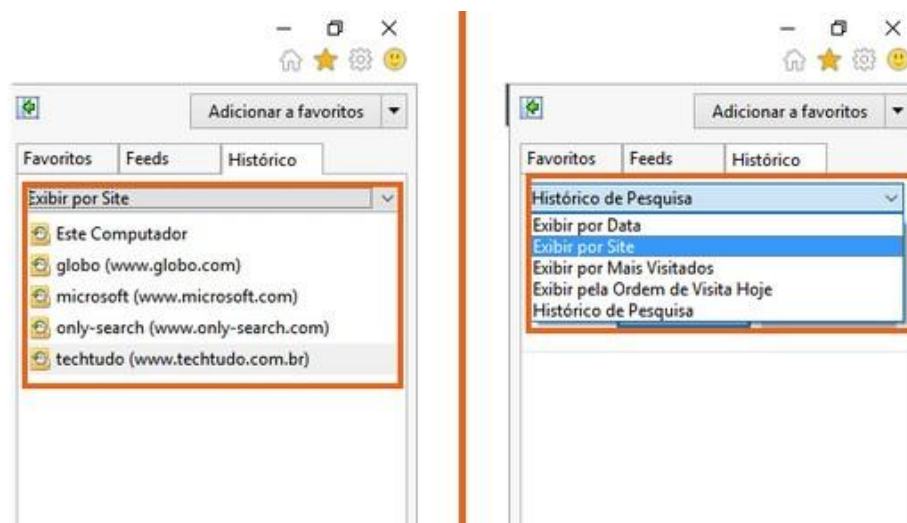 Adicionar a favoritos
Favoritos Feeds Histórico
Exibir por Site
Este Computador
globo (www.globo.com)
microsoft (www.microsoft.com)
only-search (www.only-search.com)
techtudo (www.techtudo.com.br)
Adicionar a favoritos
Favoritos Feeds Histórico
Histórico de Pesquisa
Exibir por Data
Exibir por Site
Exibir por Mais Visitados
Exibir pela Ordem de Visita Hoje
Histórico de Pesquisa